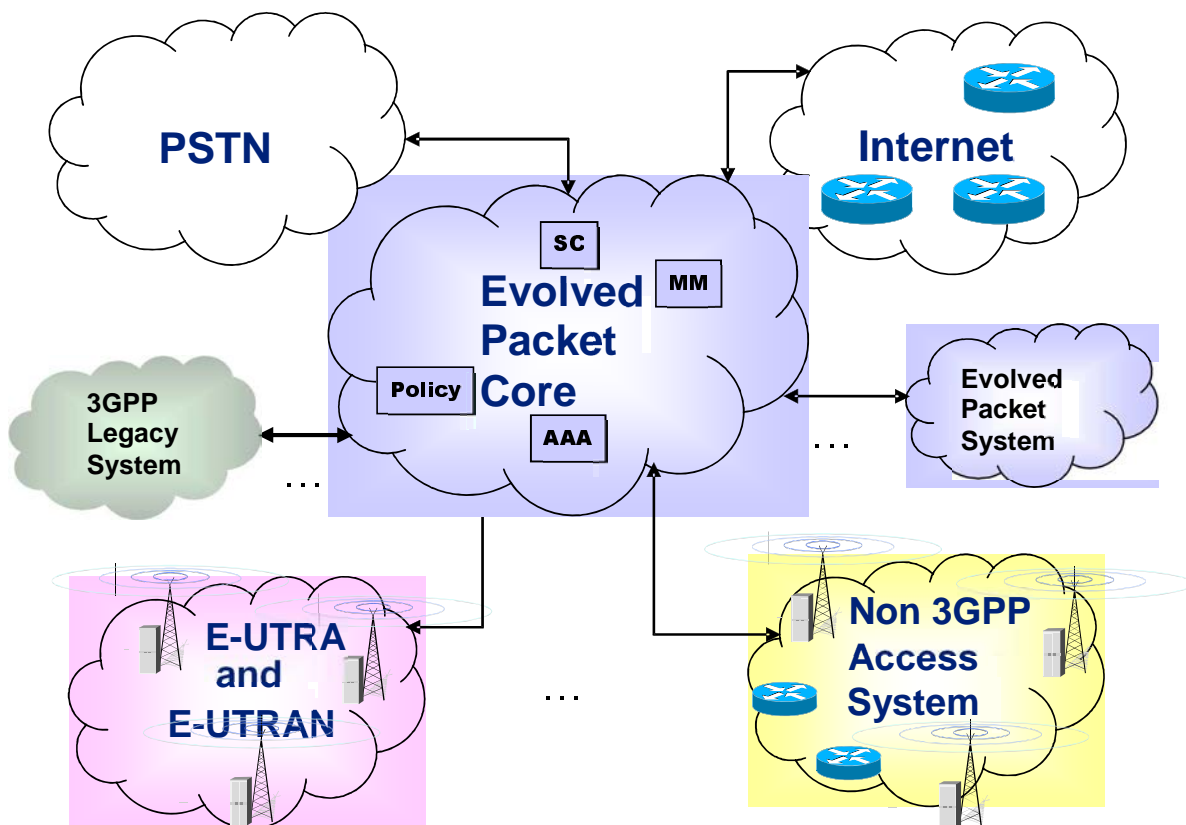 PSTN
Internet
SC
MM
Evolved
Packet
Core
Policy
AAA
3GPP
Legacy
System
...
Evolved
Packet
System
...
E-UTRA
and
E-UTRAN
...
Non 3GPP
Access
System